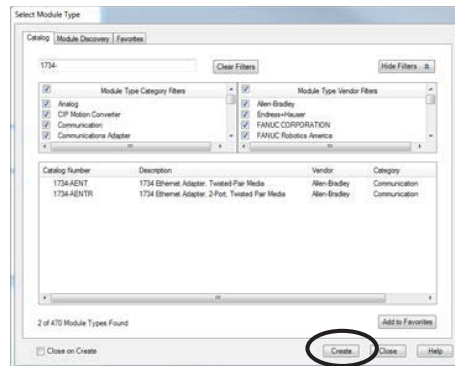 Select Module Type
Catalog Module Discovery Favorites
1734- Clear Filters Hide Filters
Module Type Category Filters Module Type Vendor Filters
Analog Allen-Bradley
CIP Motion Converter Endress+Hauser
Communication FANUC CORPORATION
Communications Adapter FANUC Robotics America
Catalog Number Description Vendor Category
1734-AENT 1734 Ethernet Adapter, Twisted-Pair Media Allen-Bradley Communication
1734-AENTR 1734 Ethernet Adapter, 2-Port, Twisted Pair Media Allen-Bradley Communication
2 of 470 Module Types Found Add to Favorites
Close on Create Create Close Help